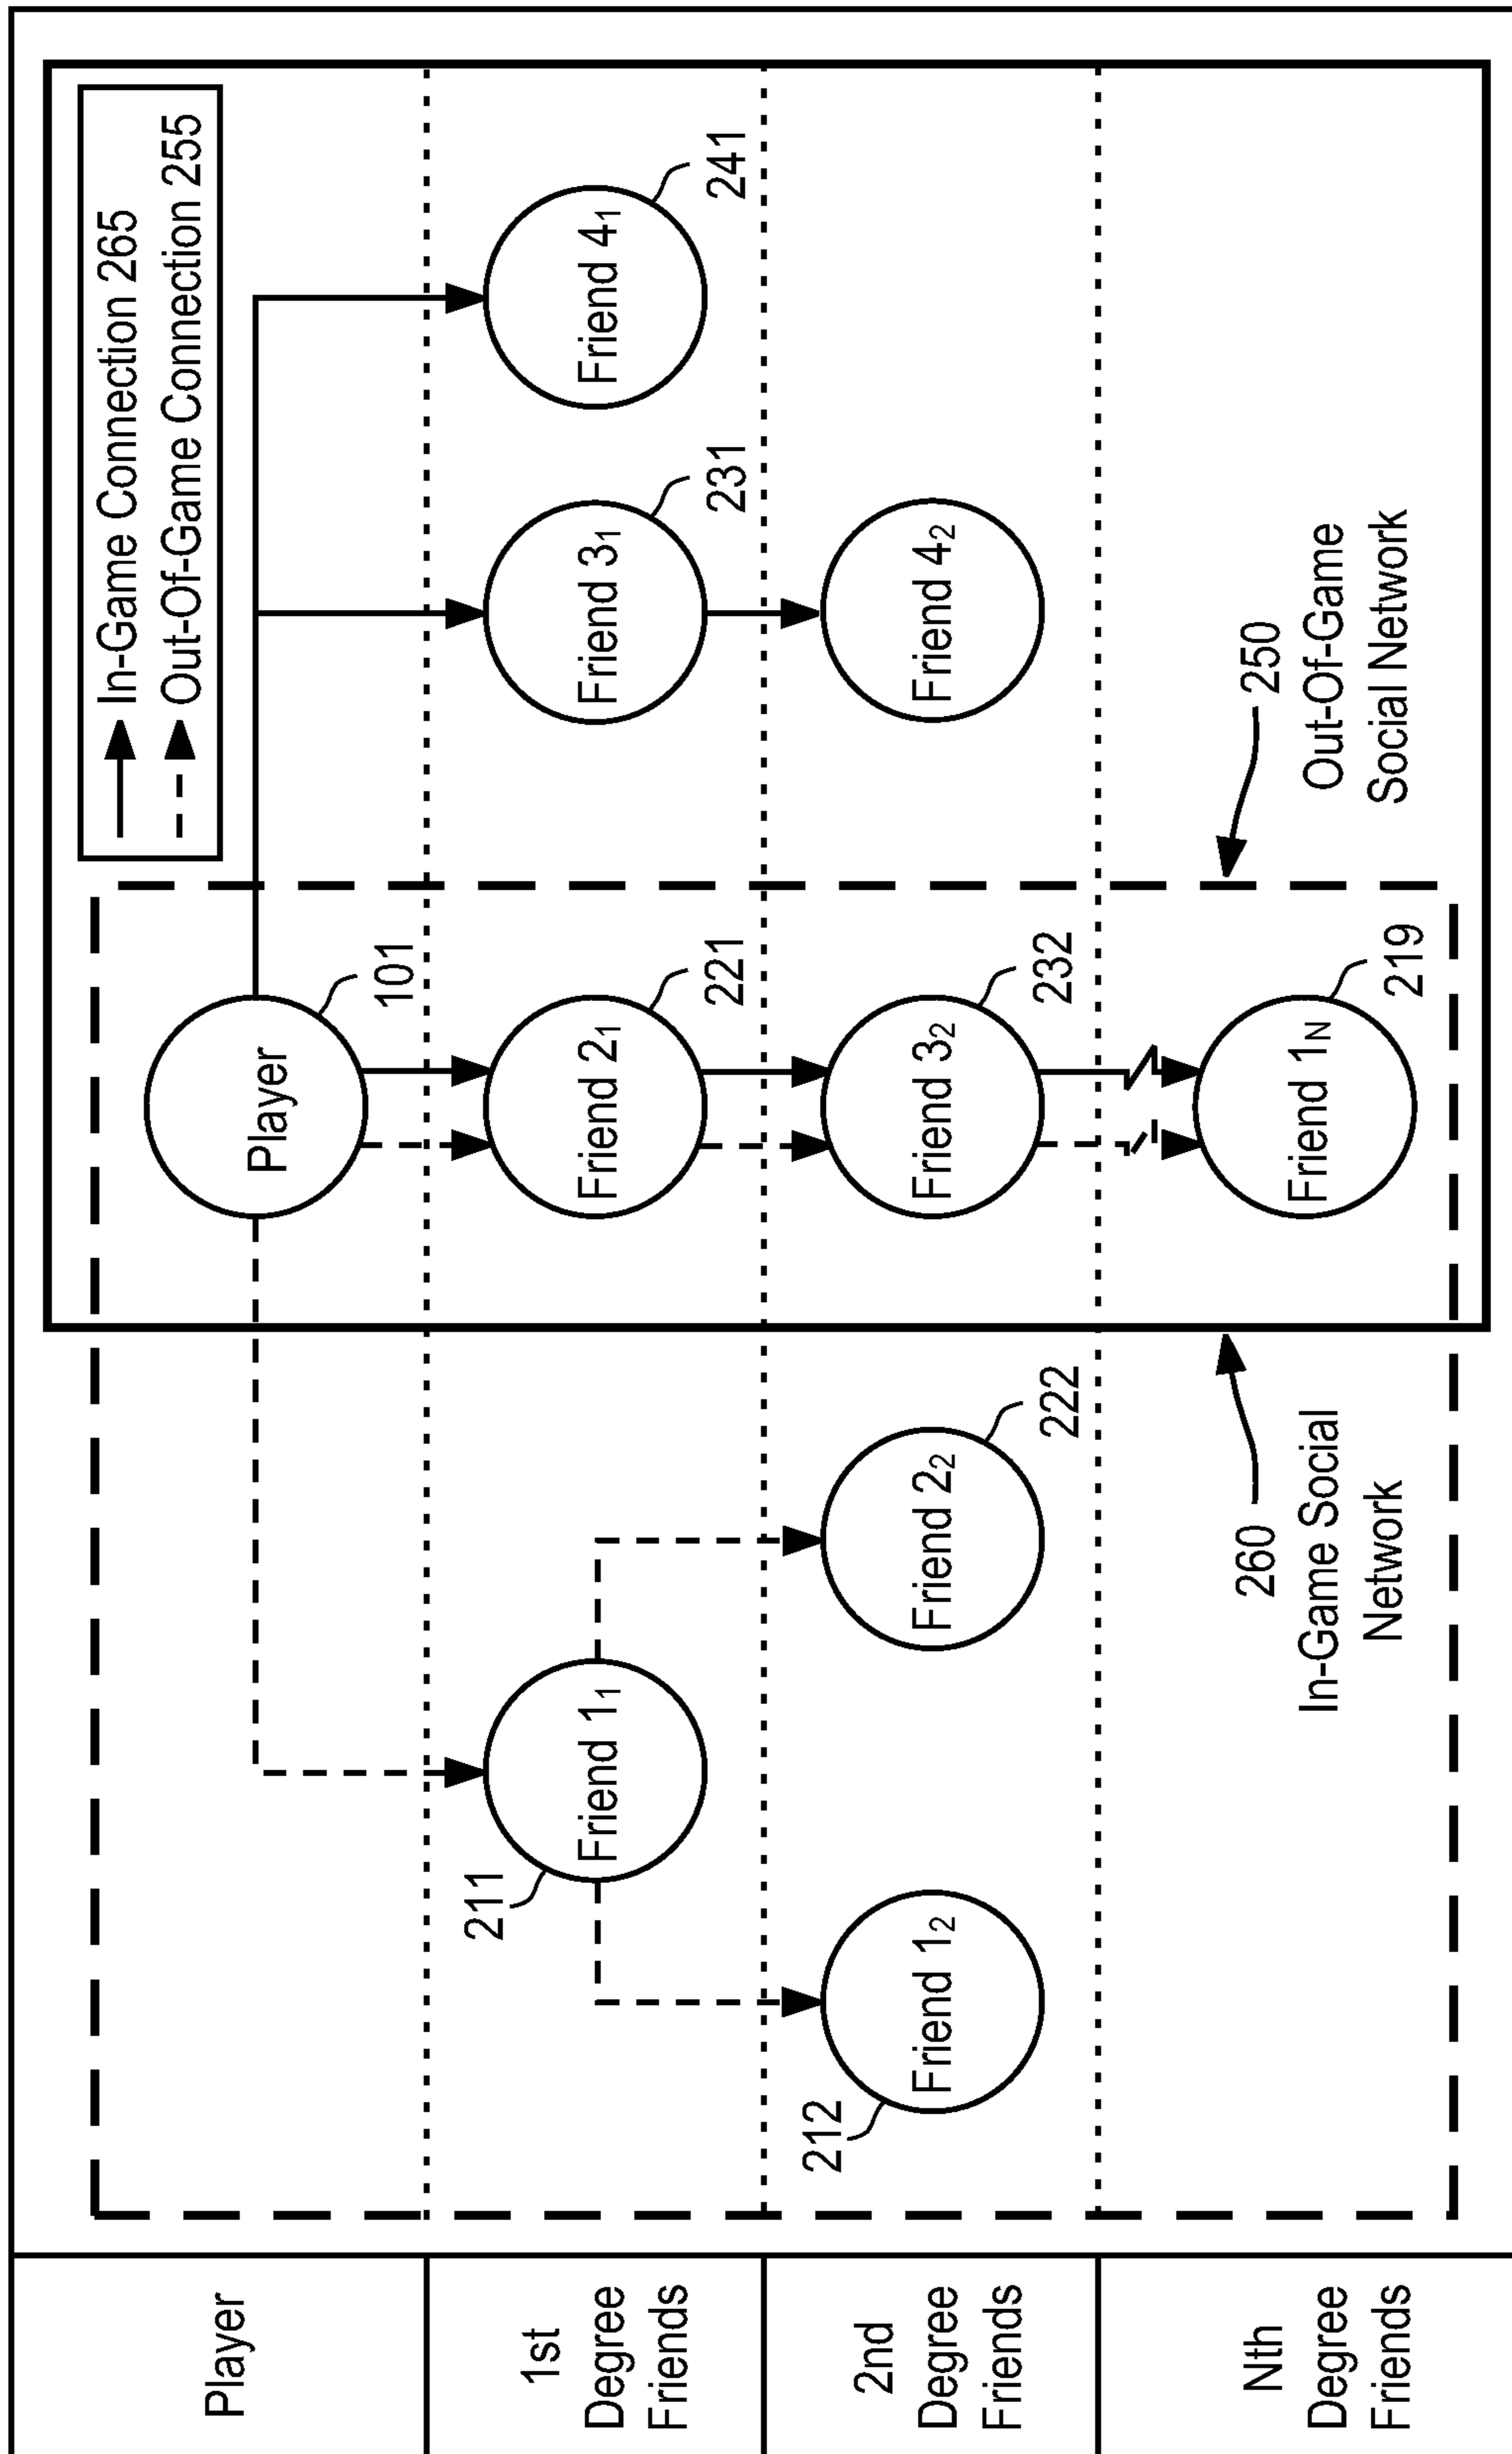 Player
1st
Degree
Friends
2nd
Degree
Friends
Nth
Degree
Friends
In-Game Connection 265
Out-Of-Game Connection 255
Player
101
211
Friend 1₁
Friend 2₁
221
Friend 3₁
231
Friend 4₁
241
212
Friend 1₂
Friend 2₂
222
Friend 3₂
232
Friend 4₂
260
In-Game Social
Network
Friend 1N
219
250
Out-Of-Game
Social Network